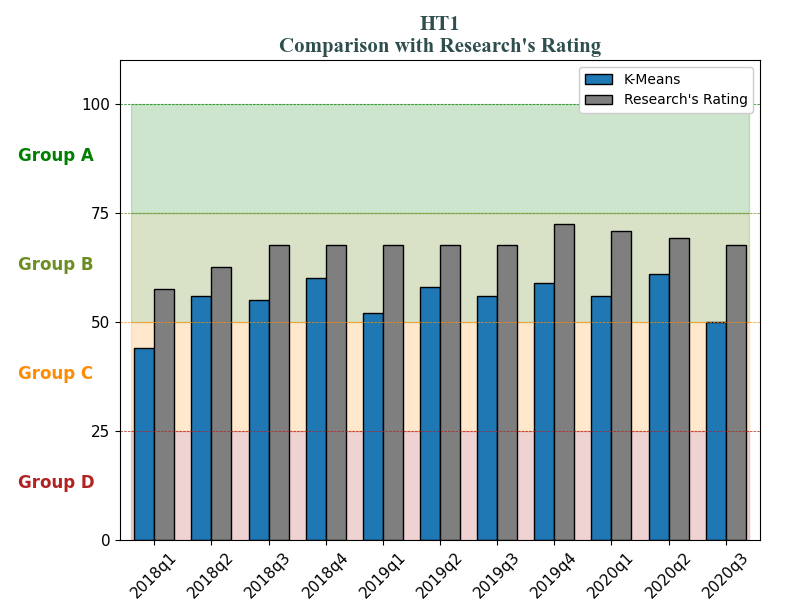 HT1
Comparison with Research's Rating
K-Means
Research's Rating
100
Group A
75
Group B
50
Group C
25
Group D
0
2018q1 2018q2 2018q3 2018q4 2019q1 2019q2 2019q3 2019q4 2020q1 2020q2 2020q3